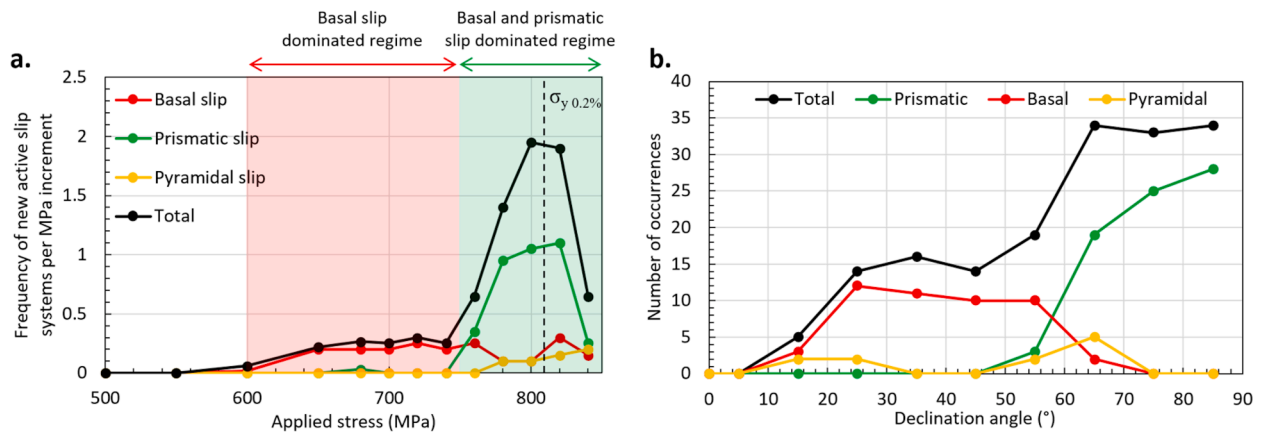 Basal slip
dominated regime
Basal and prismatic
slip dominated regime
a.
2.5
2
1.5
1
0.5
0
Frequency of new active slip
systems per MPa increment
Basal slip
Prismatic slip
Pyramidal slip
Total
σy 0.2%
500
600
700
800
Applied stress (MPa)
b.
40
35
30
25
20
15
10
5
0
Number of occurrences
Total Prismatic Basal Pyramidal
0 10 20 30 40 50 60 70 80 90
Declination angle (°)